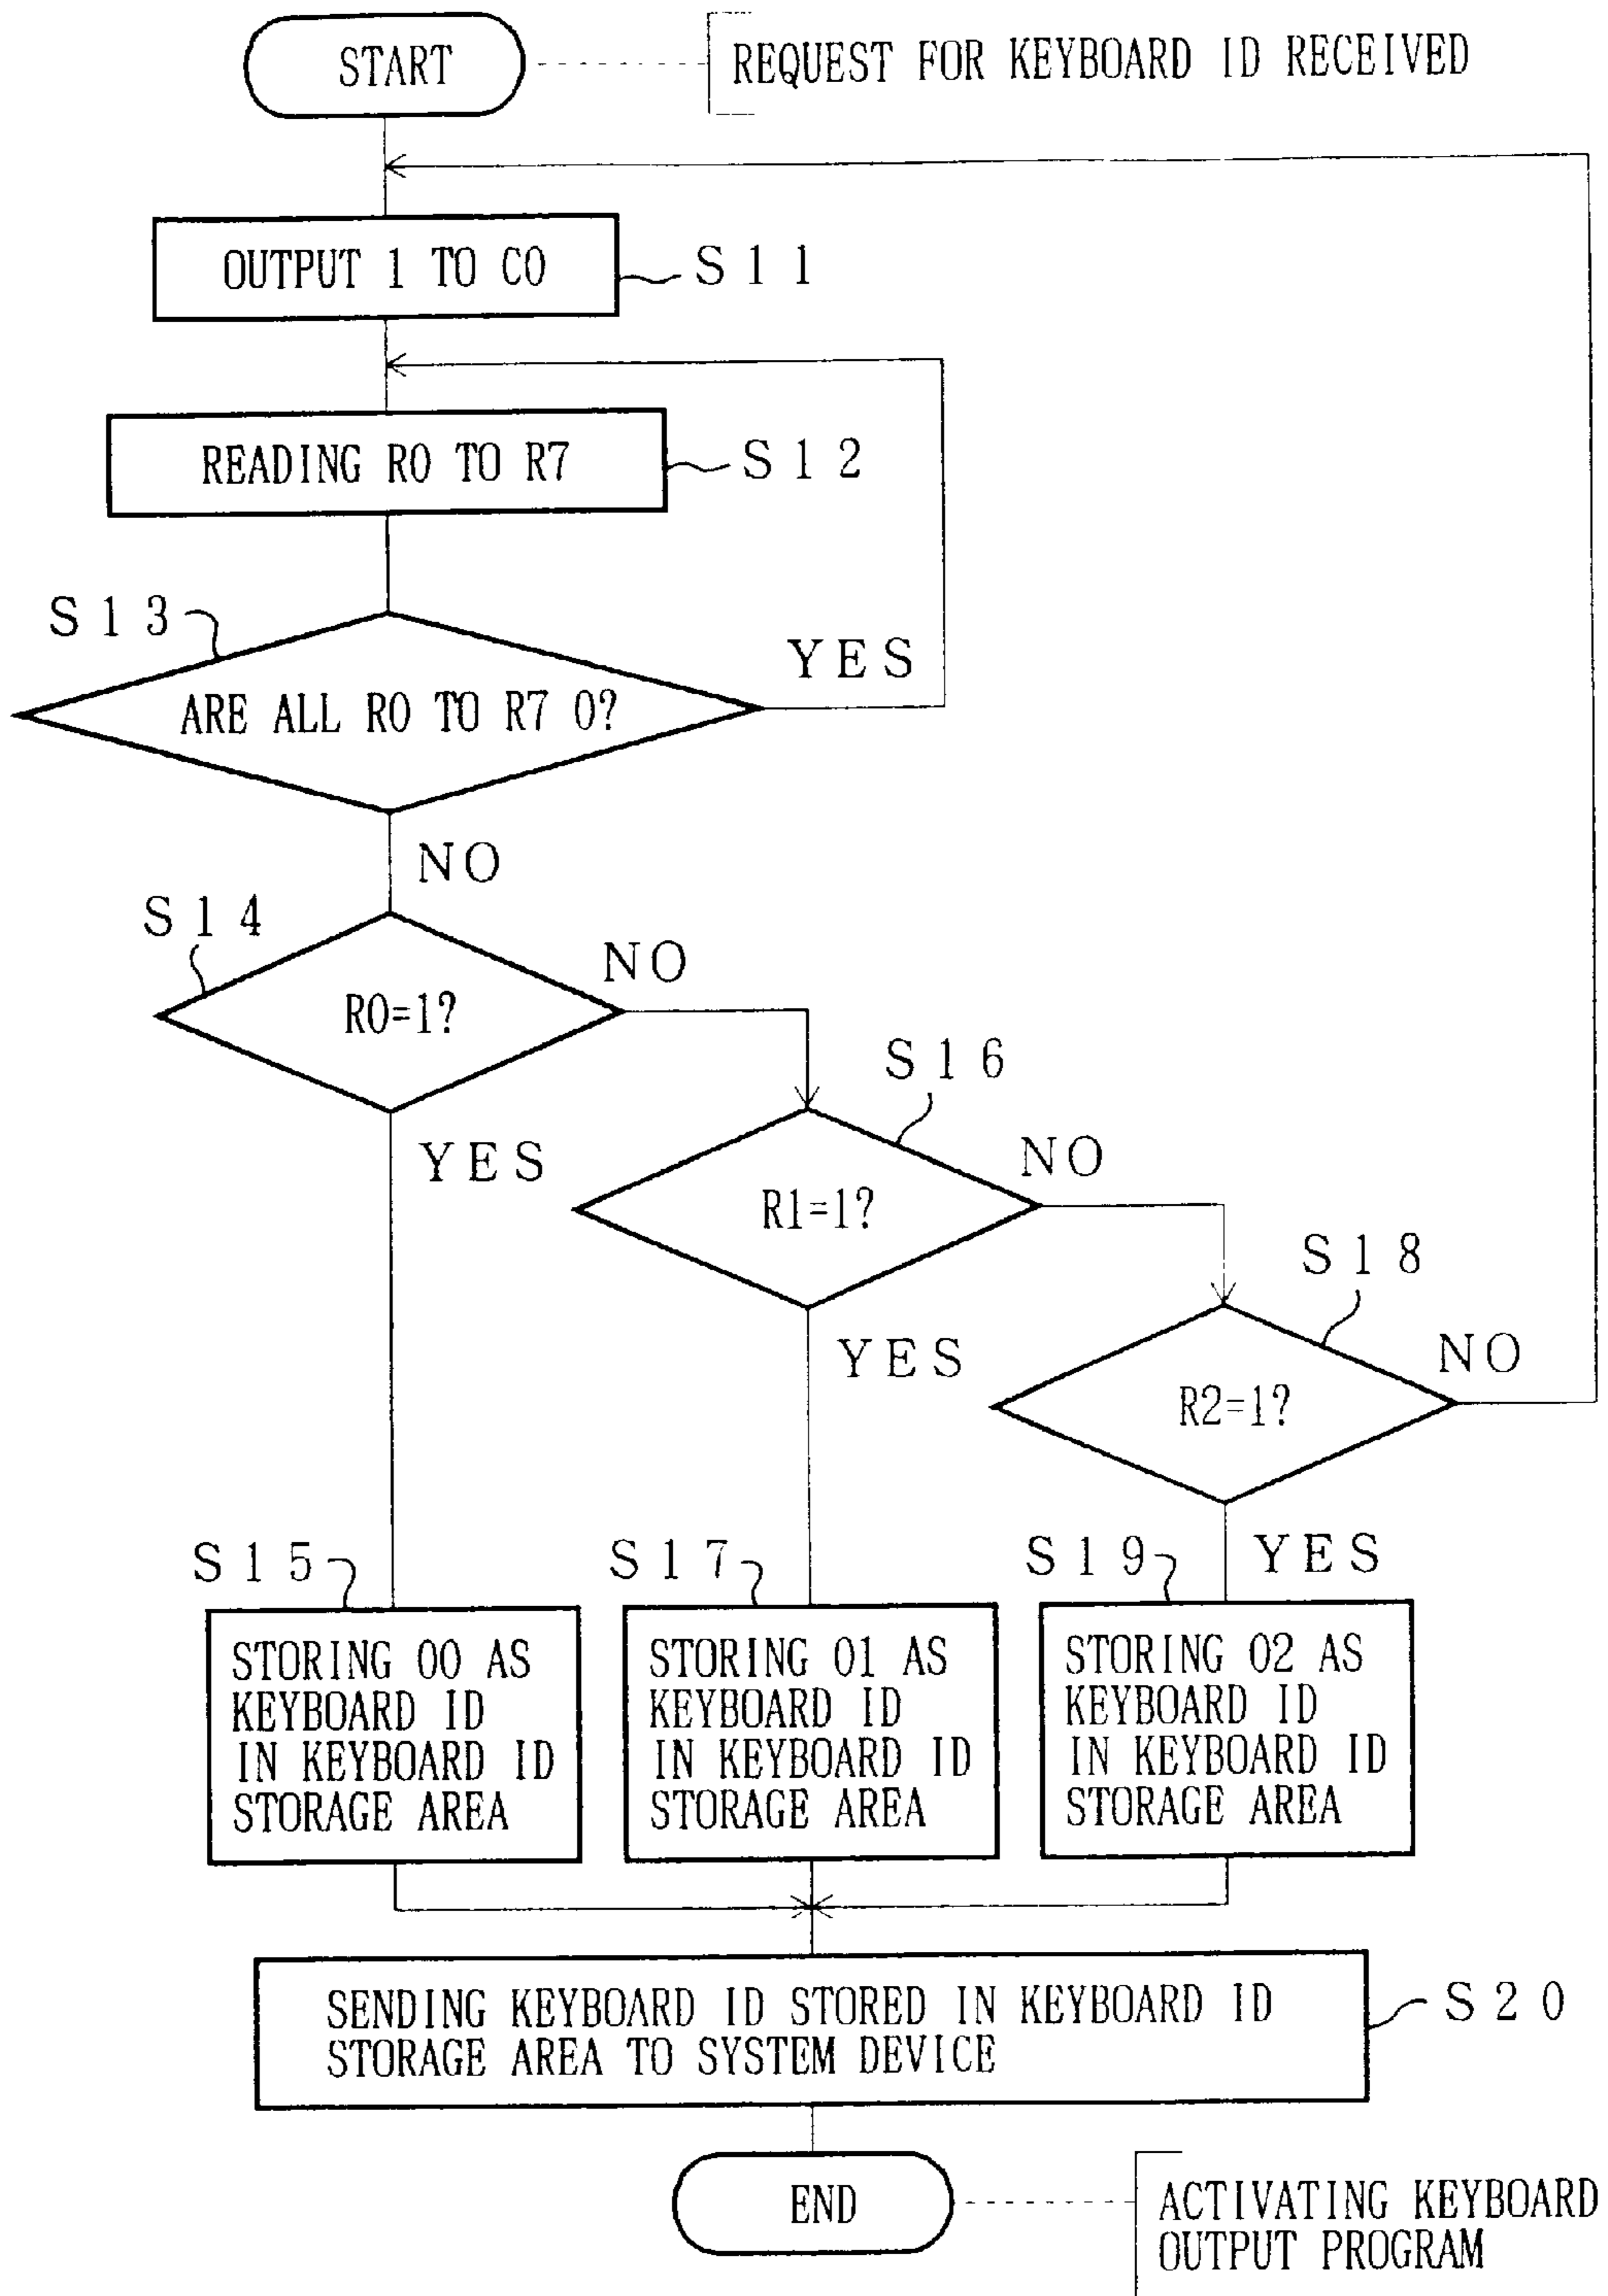 START
REQUEST FOR KEYBOARD ID RECEIVED
OUTPUT 1 TO C0
S11
READING R0 TO R7
S12
S13
YES
ARE ALL R0 TO R7 0?
NO
S14
NO
R0=1?
S16
YES
NO
R1=1?
S18
YES
NO
R2=1?
S15
S17
S19
YES
STORING 00 AS
KEYBOARD ID
IN KEYBOARD ID
STORAGE AREA
STORING 01 AS
KEYBOARD ID
IN KEYBOARD ID
STORAGE AREA
STORING 02 AS
KEYBOARD ID
IN KEYBOARD ID
STORAGE AREA
SENDING KEYBOARD ID STORED IN KEYBOARD ID
STORAGE AREA TO SYSTEM DEVICE
S20
END
ACTIVATING KEYBOARD
OUTPUT PROGRAM